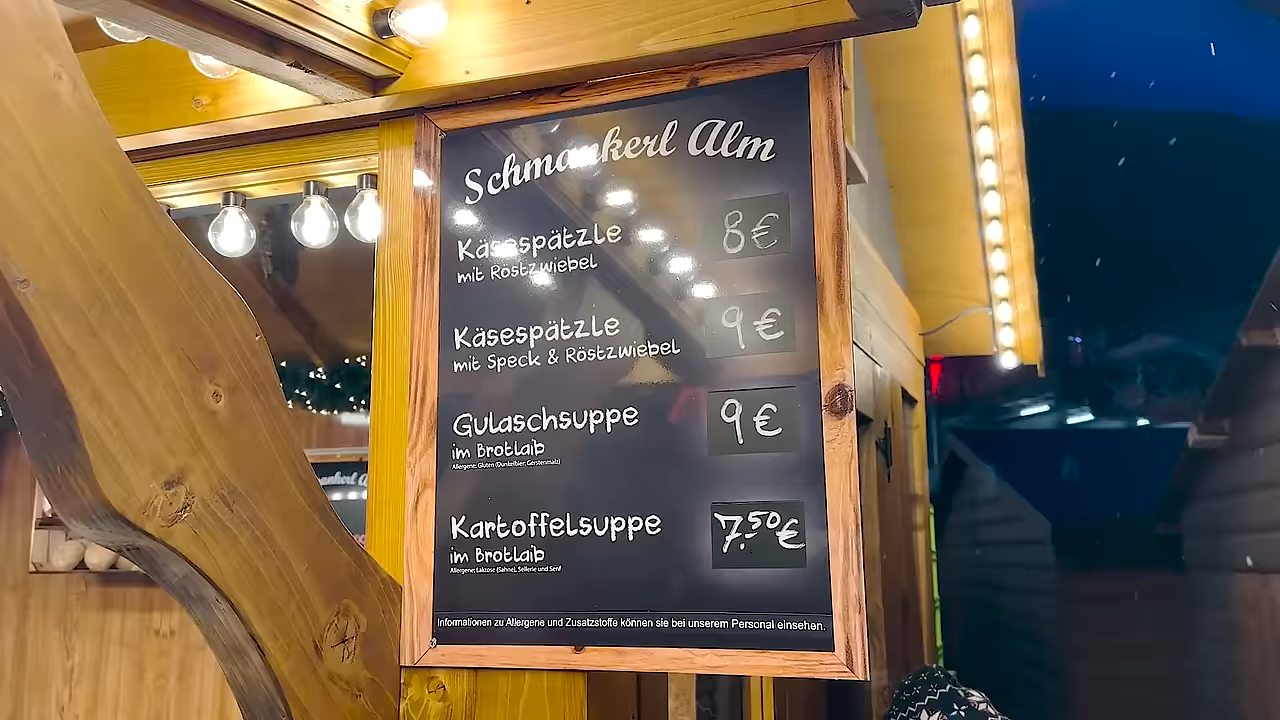 Schmankerl Alm
Käsespätzle 8€
mit Röstzwiebel
Käsespätzle 9€
mit Speck & Röstzwiebel
Gulaschsuppe 9€
im Brotlaib
Allergene: Gluten (Dunkelbier: Gerstenmalz)
Kartoffelsuppe 7.50€
im Brotlaib
Allergene: Laktose (Sahne), Sellerie und Senf
Informationen zu Allergene und Zusatzstoffe können sie bei unserem Personal einsehen.